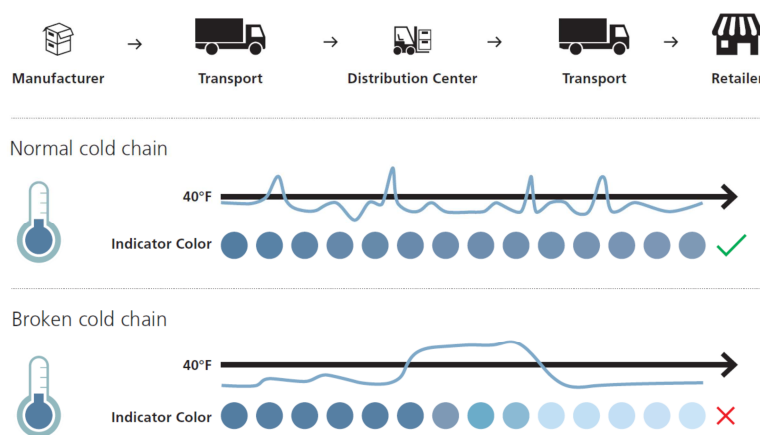 Manufacturer Transport Distribution Center Transport Retailer
Normal cold chain
40°F
Indicator Color
Broken cold chain
40°F
Indicator Color